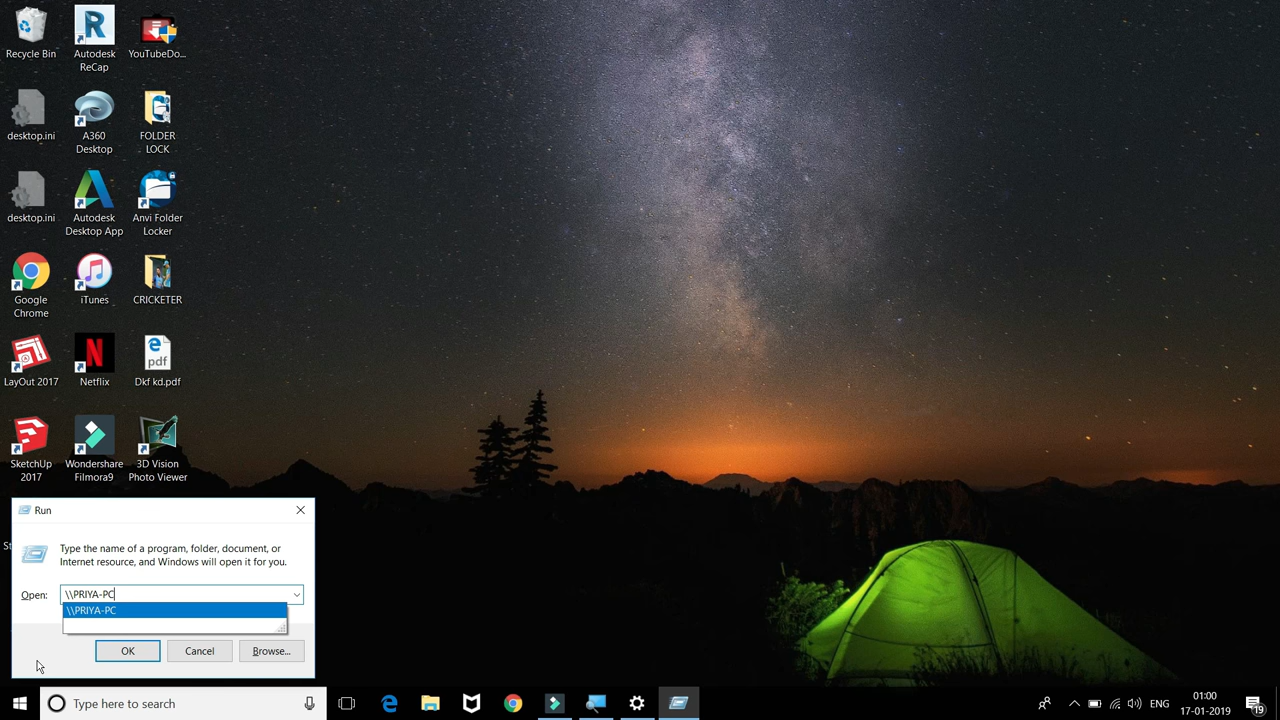 Recycle Bin
Autodesk
ReCap
YouTubeDo...
desktop.ini
A360
Desktop
FOLDER
LOCK
desktop.ini
Autodesk
Desktop App
Anvi Folder
Locker
Google
Chrome
iTunes
CRICKETER
LayOut 2017
Netflix
Dkf kd.pdf
SketchUp
2017
Wondershare
Filmora9
3D Vision
Photo Viewer
Run
Type the name of a program, folder, document, or
Internet resource, and Windows will open it for you.
Open:
\\PRIYA-PC
\\PRIYA-PC
OK
Cancel
Browse...
Type here to search
ENG
01:00
17-01-2019
19